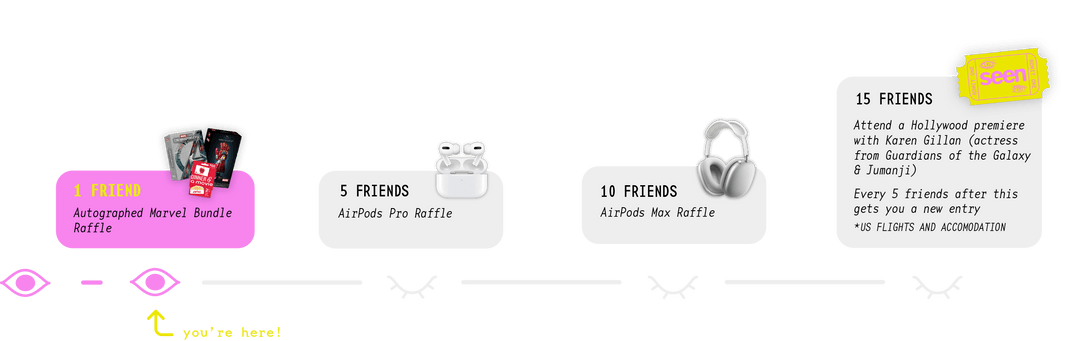 1 FRIEND
Autographed Marvel Bundle
Raffle
5 FRIENDS
AirPods Pro Raffle
10 FRIENDS
AirPods Max Raffle
seen
15 FRIENDS
Attend a Hollywood premiere
with Karen Gillan (actress
from Guardians of the Galaxy
& Jumanji)
Every 5 friends after this
gets you a new entry
*US FLIGHTS AND ACCOMODATION
you're here!